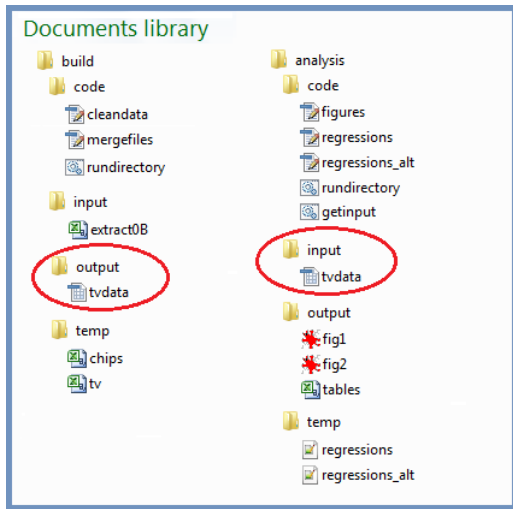 Documents library
build
code
cleandata
mergefiles
rundirectory
input
extract0B
output
tvdata
temp
chips
tv
analysis
code
figures
regressions
regressions_alt
rundirectory
getinput
input
tvdata
output
fig1
fig2
tables
temp
regressions
regressions_alt